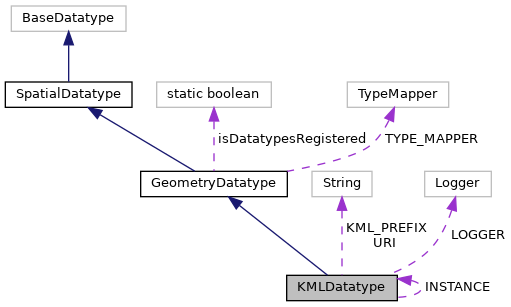 BaseDatatype
SpatialDatatype
static boolean
TypeMapper
isDatatypesRegistered
TYPE_MAPPER
GeometryDatatype
String
Logger
KML_PREFIX
URI
LOGGER
KMLDatatype
INSTANCE